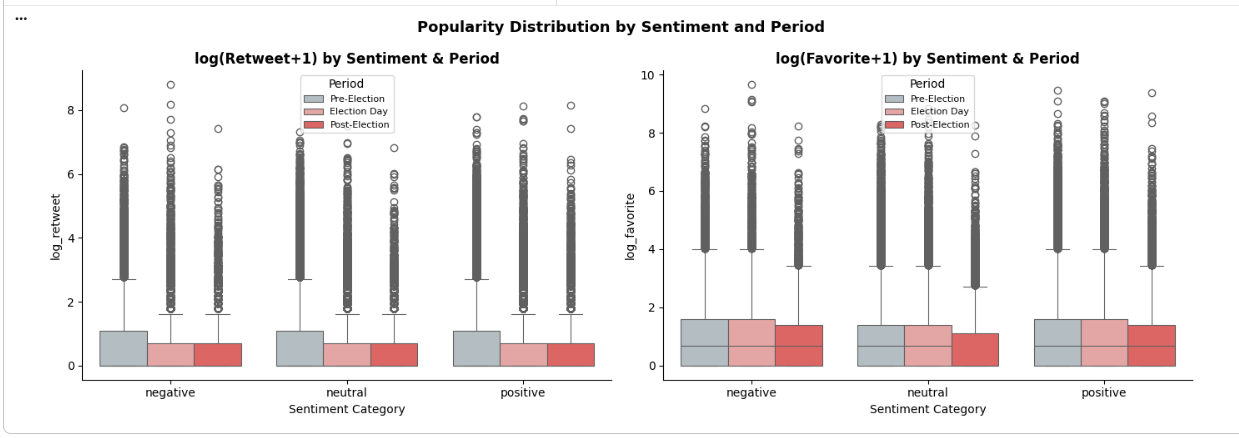 ...
Popularity Distribution by Sentiment and Period
log(Retweet+1) by Sentiment & Period
Period
Pre-Election
Election Day
Post-Election
log_retweet
8
6
4
2
0
negative
neutral
positive
Sentiment Category
log(Favorite+1) by Sentiment & Period
Period
Pre-Election
Election Day
Post-Election
log_favorite
10
8
6
4
2
0
negative
neutral
positive
Sentiment Category